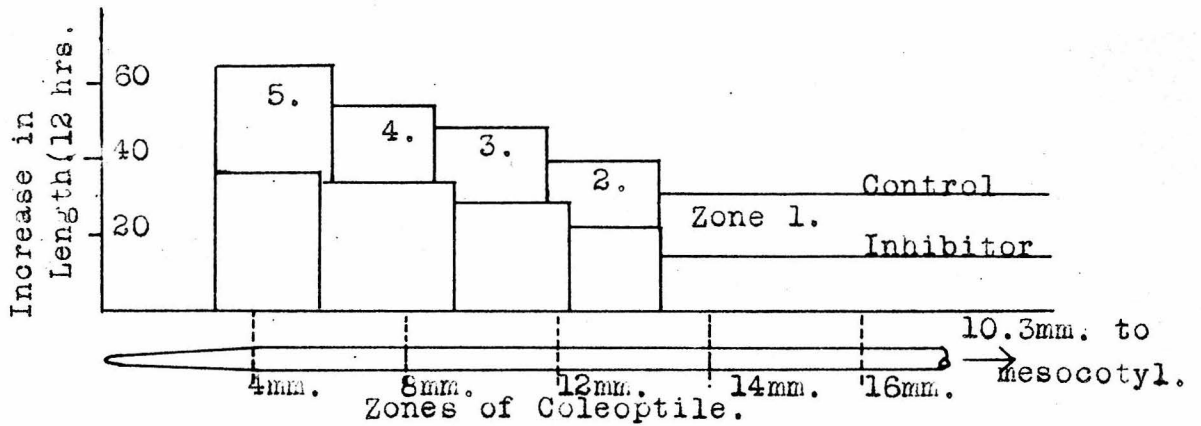 Increase in
Length(12 hrs.
60
40
20
5.
4.
3.
2.
Control
Zone 1.
Inhibitor
10.3mm. to
mesocotyl.
4mm. 8mm. 12mm. 14mm. 16mm.
Zones of Coleoptile.